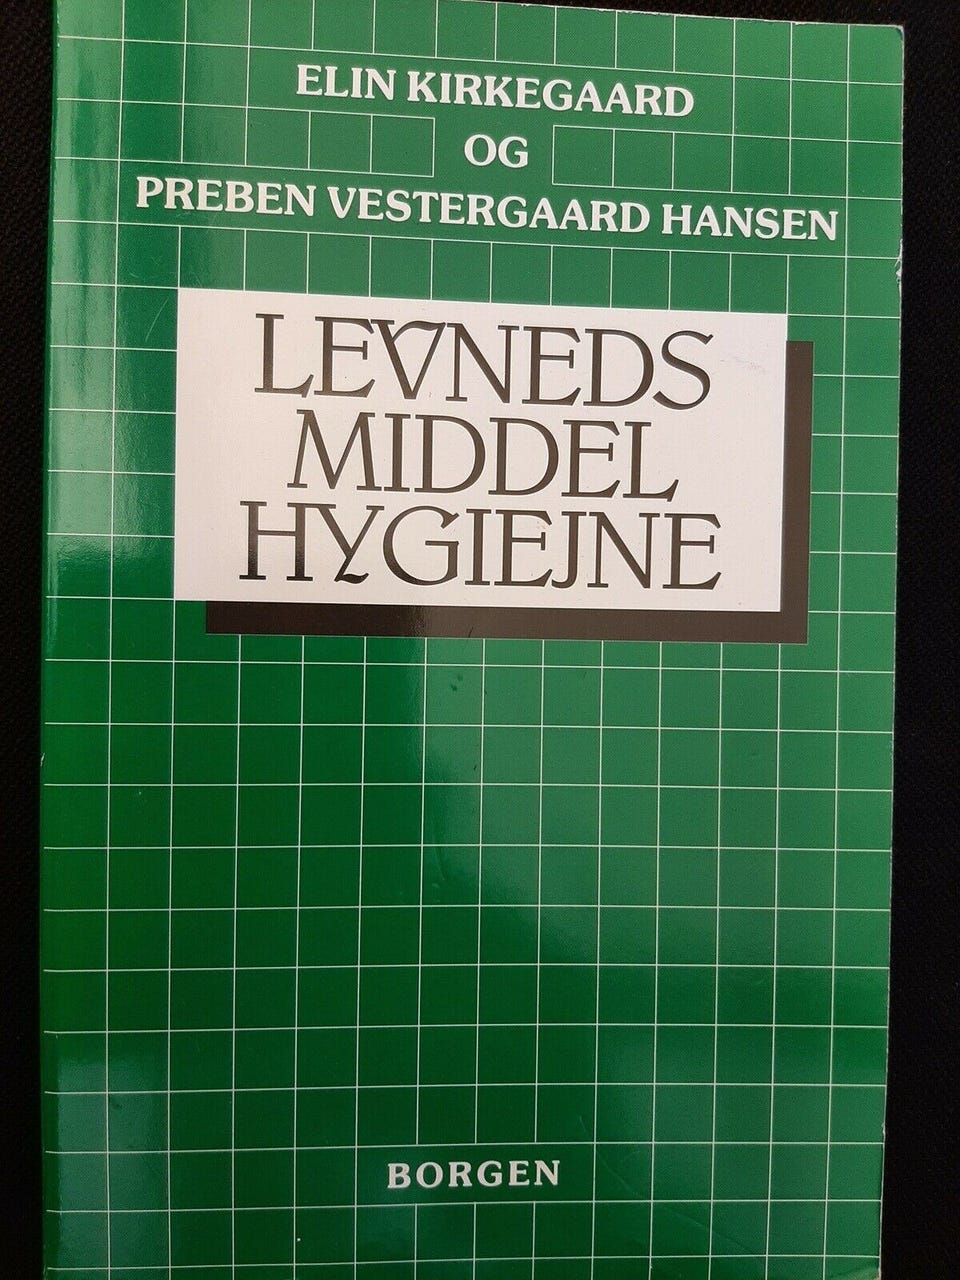 ELIN KIRKEGAARD
OG
PREBEN VESTERGAARD HANSEN
LEVNEDS
MIDDEL
HYGIEJNE
BORGEN